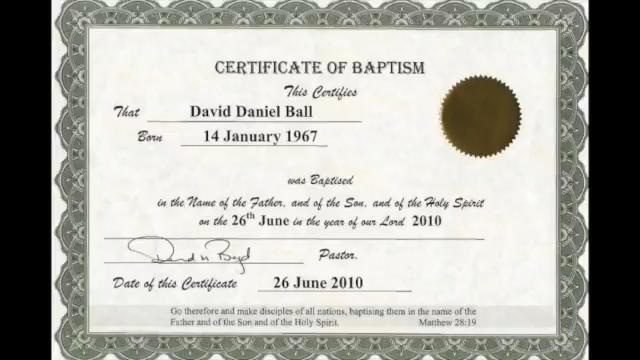 CERTIFICATE OF BAPTISM
This Certifies
That David Daniel Ball
Born 14 January 1967
was Baptised
in the Name of the Father, and of the Son, and of the Holy Spirit
on the 26th June in the year of our Lord 2010
Pastor.
Date of this Certificate 26 June 2010
Go therefore and make disciples of all nations, baptising them in the name of the
Father and of the Son and of the Holy Spirit. Matthew 28:19